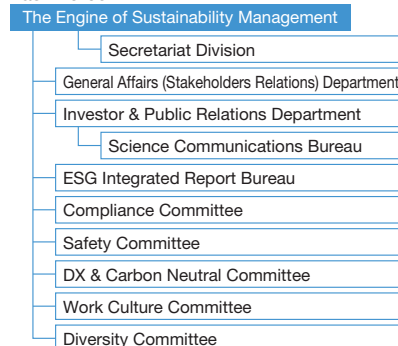 The Engine of Sustainability Management
Secretariat Division
General Affairs (Stakeholders Relations) Department
Investor & Public Relations Department
Science Communications Bureau
ESG Integrated Report Bureau
Compliance Committee
Safety Committee
DX & Carbon Neutral Committee
Work Culture Committee
Diversity Committee